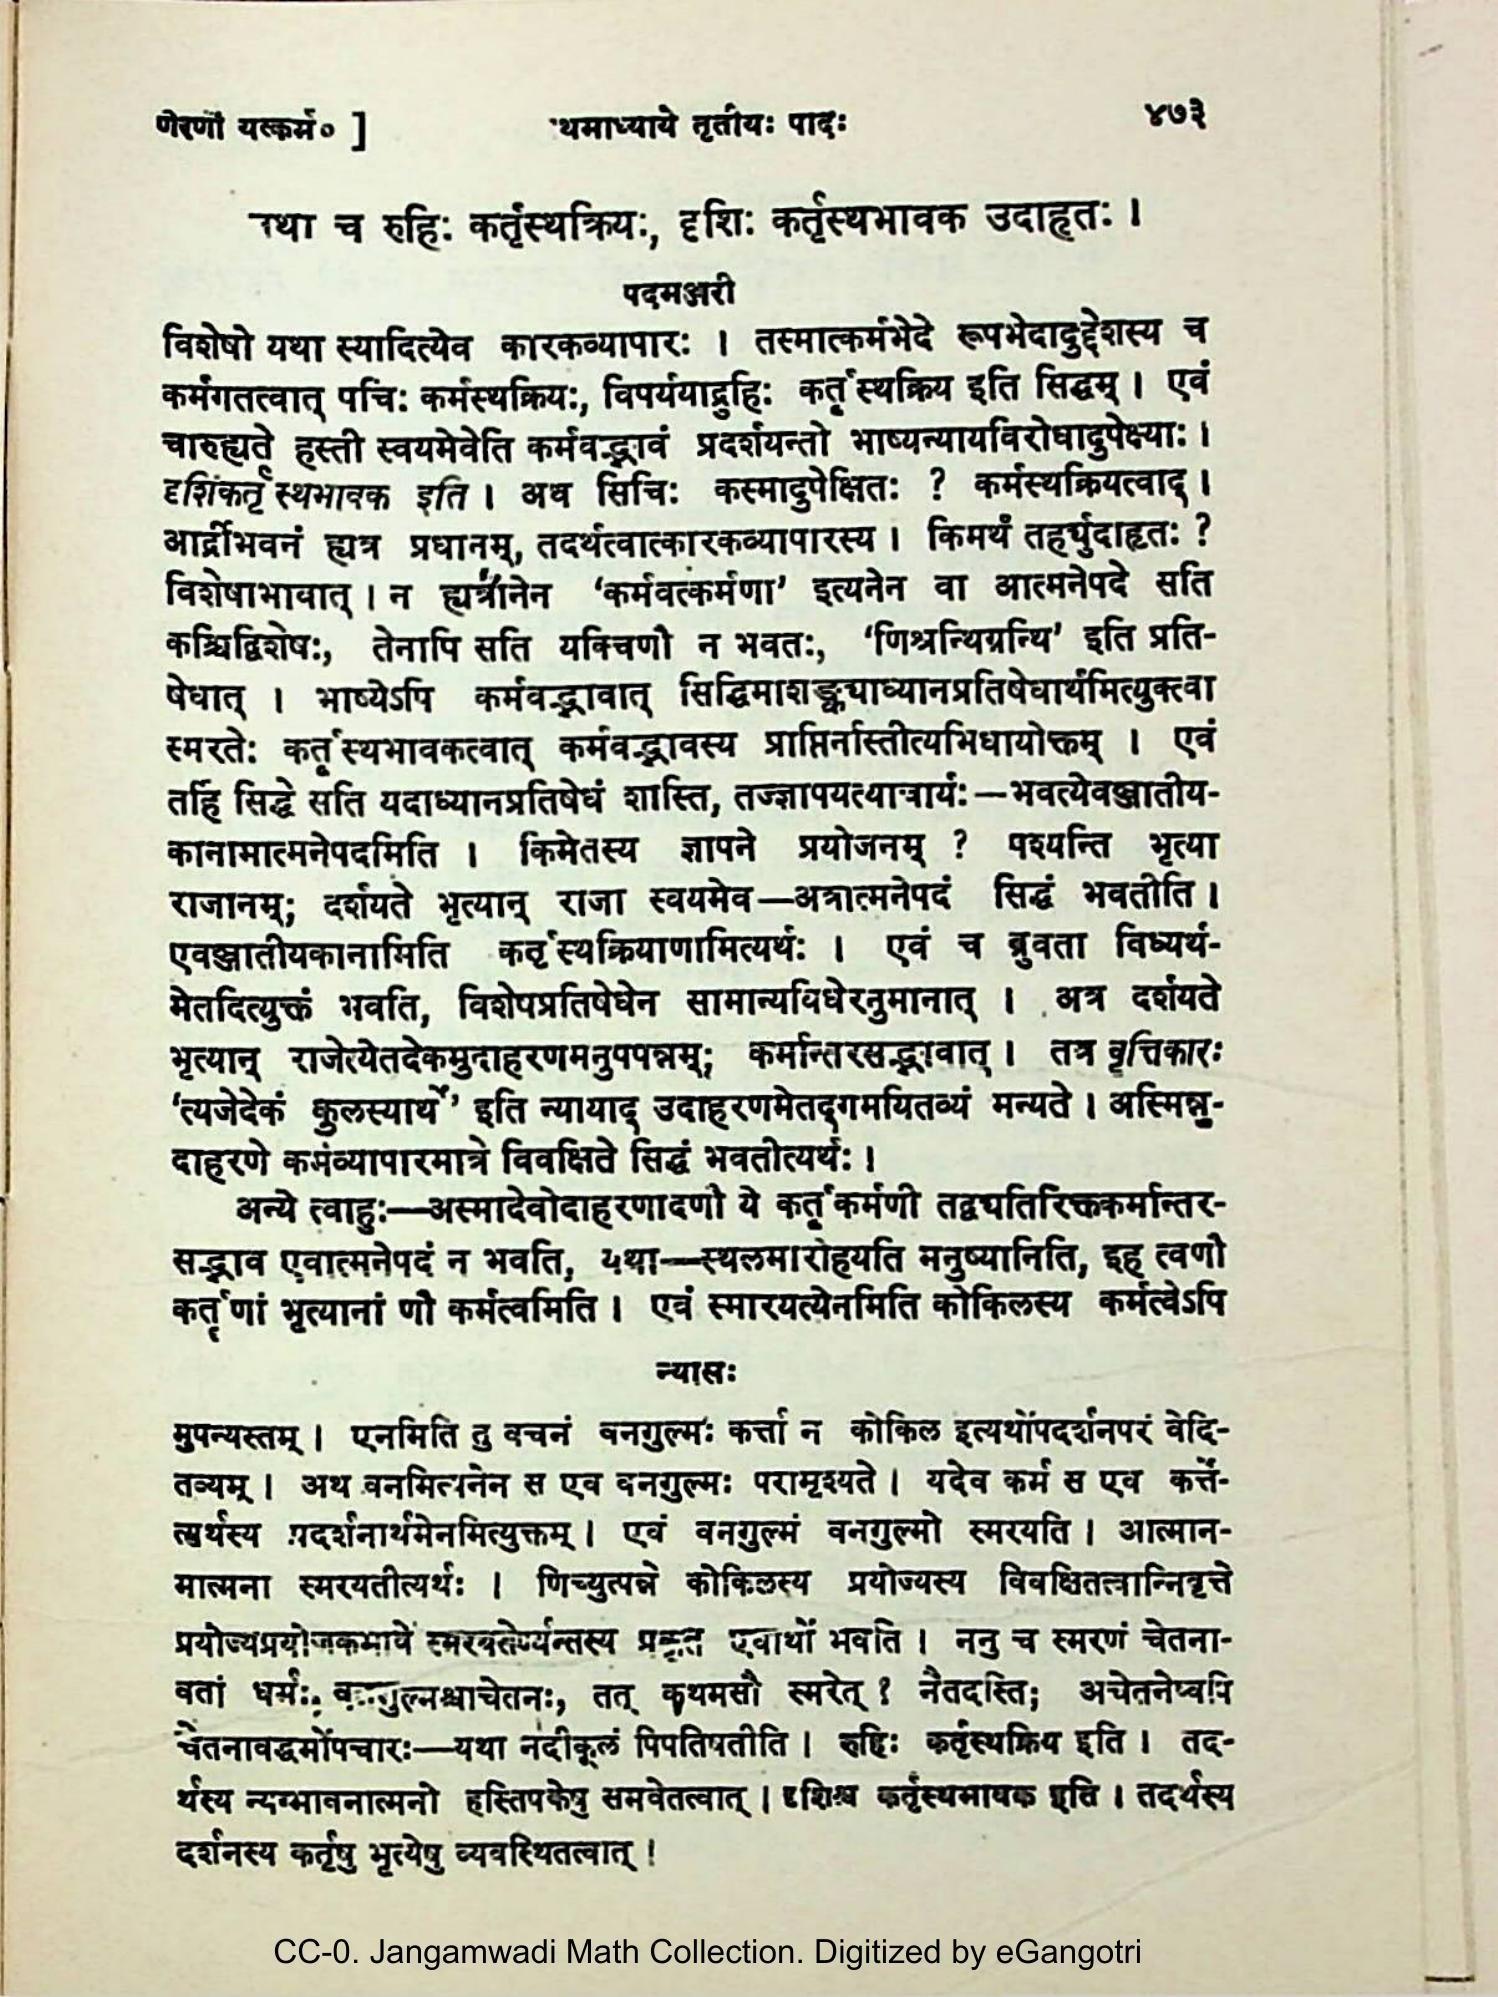 णेरणौ यत्कर्म० ] थमाध्याये तृतीयः पादः ४७३
तथा च रुहिः कर्तृस्थक्रियः, दृशिः कर्तृस्थभावक उदाहृतः ।
पदमञ्जरी
विशेषो यथा स्यादित्येव कारकव्यापारः । तस्मात्कर्मभेदे रूपभेदादुद्देशस्य च
कर्मगतत्वात् पचिः कर्मस्थक्रियः, विपर्ययाद्रुहिः कर्तृस्थक्रिय इति सिद्धम् । एवं
चारुह्यते हस्ती स्वयमेवेति कर्मवद्भावं प्रदर्शयन्तो भाष्यन्यायविरोधादुपेक्ष्याः ।
दृशिकर्तृस्थभावक इति । अथ सिचिः कस्मादुपेक्षितः ? कर्मस्थक्रियत्वाद् ।
आर्द्रीभवनं ह्यत्र प्रधानम्, तदर्थत्वात्कारकव्यापारस्य । किमर्थं तर्ह्युदाहृतः ?
विशेषाभावात् । न ह्यत्रानेन ‘कर्मवत्कर्मणा’ इत्यनेन वा आत्मनेपदे सति
कश्चिद्विशेषः, तेनापि सति यक्चिणौ न भवतः, ‘णिश्रन्थिग्रन्थि’ इति प्रति-
षेधात् । भाष्येऽपि कर्मवद्भावात् सिद्धिमाशङ्क्याध्यानप्रतिषेधार्थमित्युक्त्वा
स्मरतेः कर्तृस्थभावकत्वात् कर्मवद्भावस्य प्राप्तिर्नास्तीत्यभिधायोक्तम् । एवं
तर्हि सिद्धे सति यदाध्यानप्रतिषेधं शास्ति, तज्ज्ञापयत्याचार्यः—भवत्येवञ्जातीय-
कानामात्मनेपदमिति । किमेतस्य ज्ञापने प्रयोजनम् ? पश्यन्ति भृत्या
राजानम्; दर्शयते भृत्यान् राजा स्वयमेव—अत्रात्मनेपदं सिद्धं भवतीति ।
एवञ्जातीयकानामिति कर्तृस्थक्रियाणामित्यर्थः । एवं च ब्रुवता विध्यर्थ-
मेतदित्युक्तं भवति, विशेषप्रतिषेधेन सामान्यविधेरनुमानात् । अत्र दर्शयते
भृत्यान् राजेत्येतदेकमुदाहरणमनुपपन्नम्; कर्मान्तरसद्भावात् । तत्र वृत्तिकारः
‘त्यजेदेकं कुलस्यार्थे’ इति न्यायाद् उदाहरणमेतद्गमयितव्यं मन्यते । अस्मिन्नु-
दाहरणे कर्मव्यापारमात्रे विवक्षिते सिद्धं भवतीत्यर्थः ।
अन्ये त्वाहुः—अस्मादेवोदाहरणादणौ ये कर्तृकर्मणी तद्व्यतिरिक्तकर्मान्तर-
सद्भाव एवात्मनेपदं न भवति, यथा—स्थलमारोहयति मनुष्यानिति, इह त्वणौ
कर्तॄणां भृत्यानां णौ कर्मत्वमिति । एवं स्मारयत्येनमिति कोकिलस्य कर्मत्वेऽपि
न्यासः
मुपन्यस्तम् । एनमिति तु वचनं वनगुल्मः कर्त्ता न कोकिल इत्यर्थोपदर्शनपरं वेदि-
तव्यम् । अथ वनमित्यनेन स एव वनगुल्मः परामृश्यते । यदेव कर्म स एव कर्त्ते-
त्यर्थस्य प्रदर्शनार्थमेनमित्युक्तम् । एवं वनगुल्मं वनगुल्मो स्मरयति । आत्मान-
मात्मना स्मरयतीत्यर्थः । णिच्युत्पन्ने कोकिलस्य प्रयोज्यस्य विवक्षितत्वान्निवृत्ते
प्रयोज्यप्रयोजकभावे स्मरयतेर्ण्यन्तस्य प्रकृत एवार्थो भवति । ननु च स्मरणं चेतना-
वतां धर्मः, वनगुल्मश्चाचेतनः, तत् कथमसौ स्मरेत् ? नैतदस्ति; अचेतनेष्वपि
चेतनावद्धर्मोपचारः—यथा नदीकूलं पिपतिषतीति । रुहिः कर्तृस्थक्रिय इति । तद-
र्थस्य न्यग्भावनात्मनो हस्तिपकेषु समवेतत्वात् । दृशिश्च कर्तृस्थभावक इति । तदर्थस्य
दर्शनस्य कर्तृषु भृत्येषु व्यवस्थितत्वात् ।
CC-0. Jangamwadi Math Collection. Digitized by eGangotri